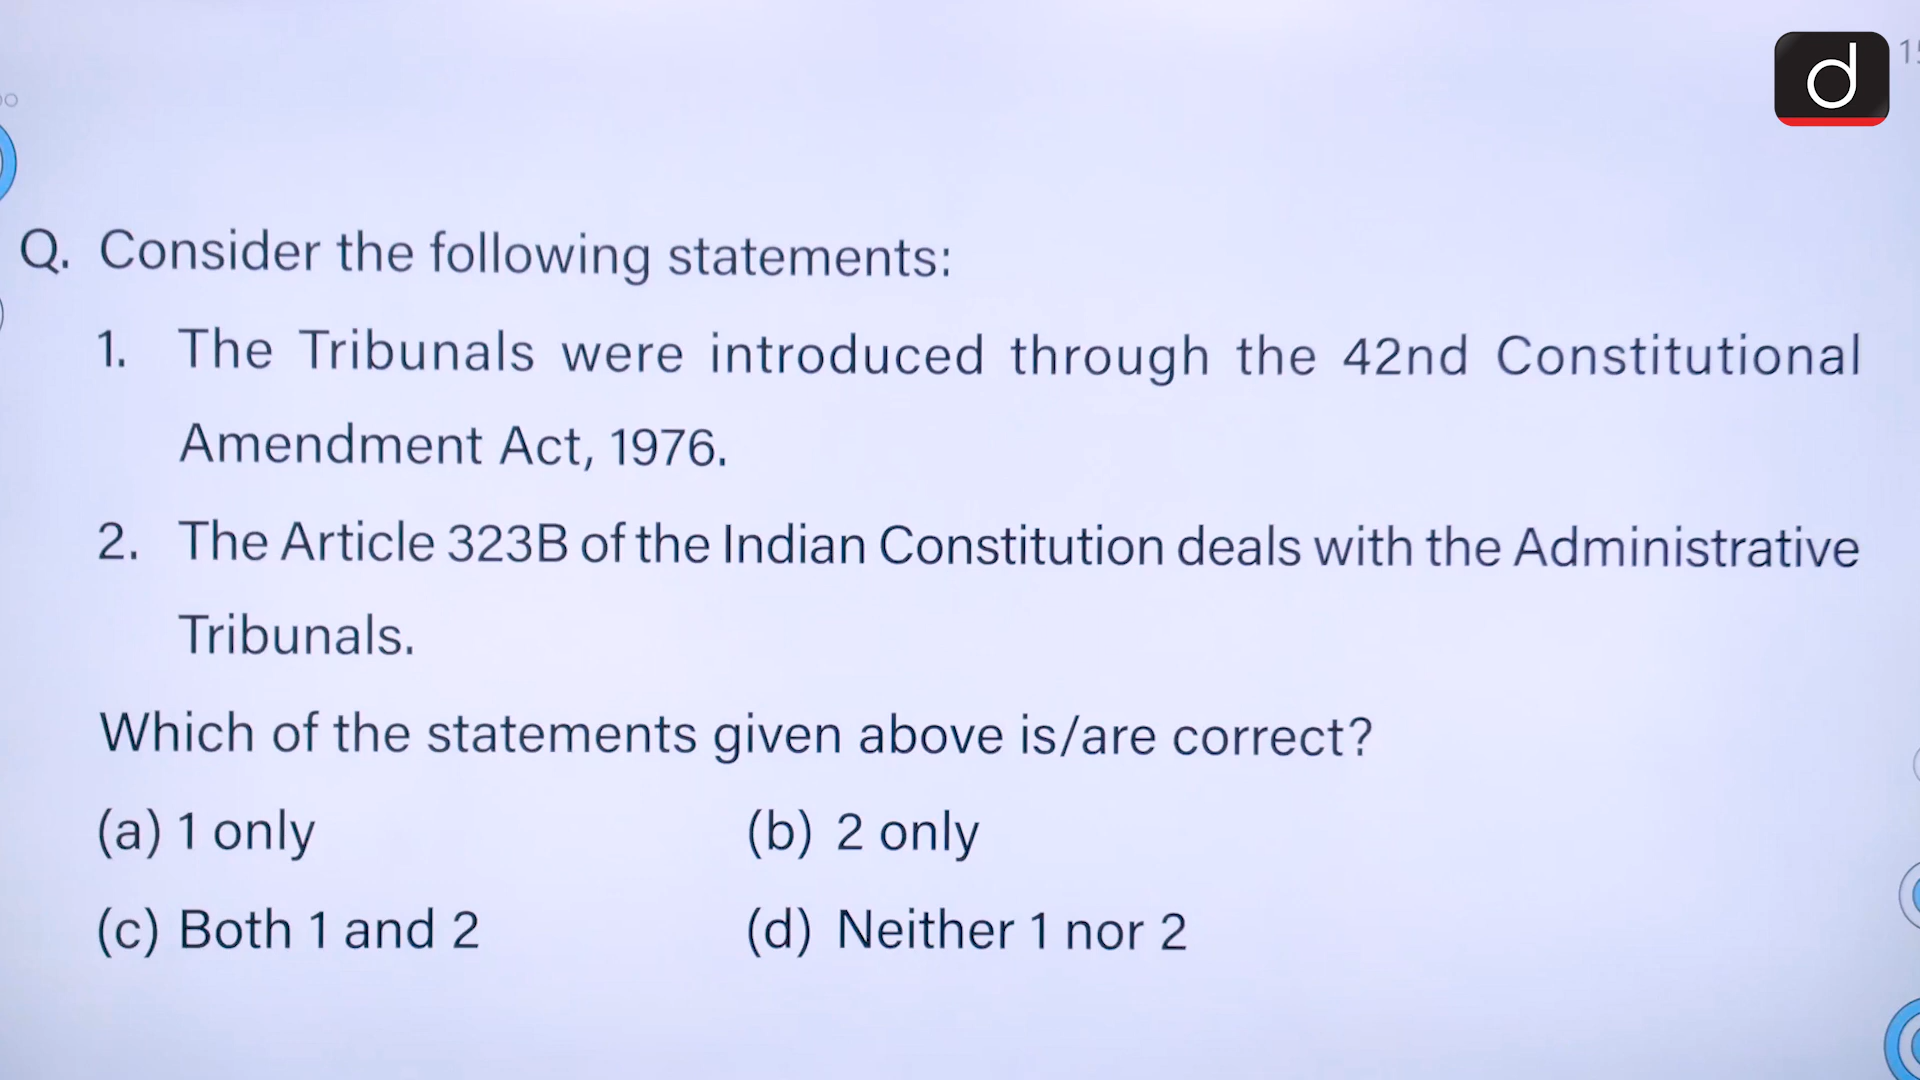 d
Q. Consider the following statements:
1. The Tribunals were introduced through the 42nd Constitutional
Amendment Act, 1976.
2. The Article 323B of the Indian Constitution deals with the Administrative
Tribunals.
Which of the statements given above is/are correct?
(a) 1 only (b) 2 only
(c) Both 1 and 2 (d) Neither 1 nor 2